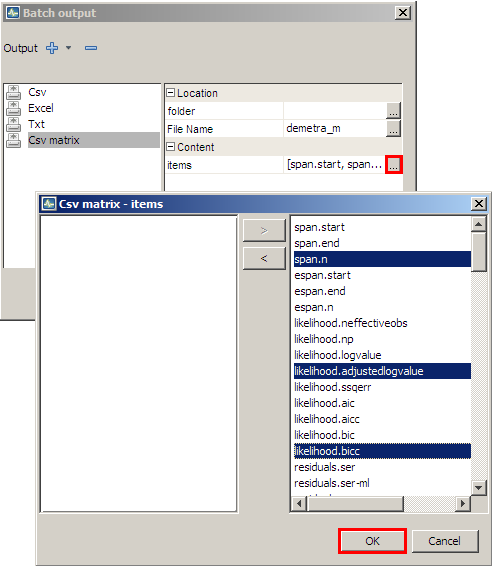 Batch output
Output
Csv
Excel
Txt
Csv matrix
Location
folder ...
File Name demetra_m ...
Content
items [span.start, span... ...
Csv matrix - items
>
<
span.start
span.end
span.n
espan.start
espan.end
espan.n
likelihood.neffectiveobs
likelihood.np
likelihood.logvalue
likelihood.adjustedlogvalue
likelihood.ssqerr
likelihood.aic
likelihood.aicc
likelihood.bic
likelihood.bicc
residuals.ser
residuals.ser-ml
OK Cancel